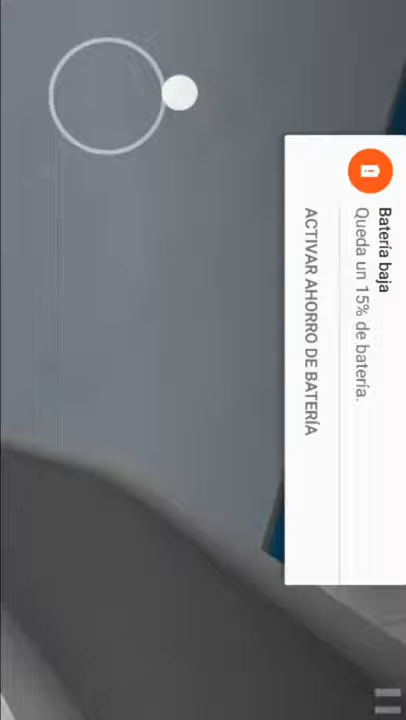 Batería baja
Queda un 15% de batería.
ACTIVAR AHORRO DE BATERÍA